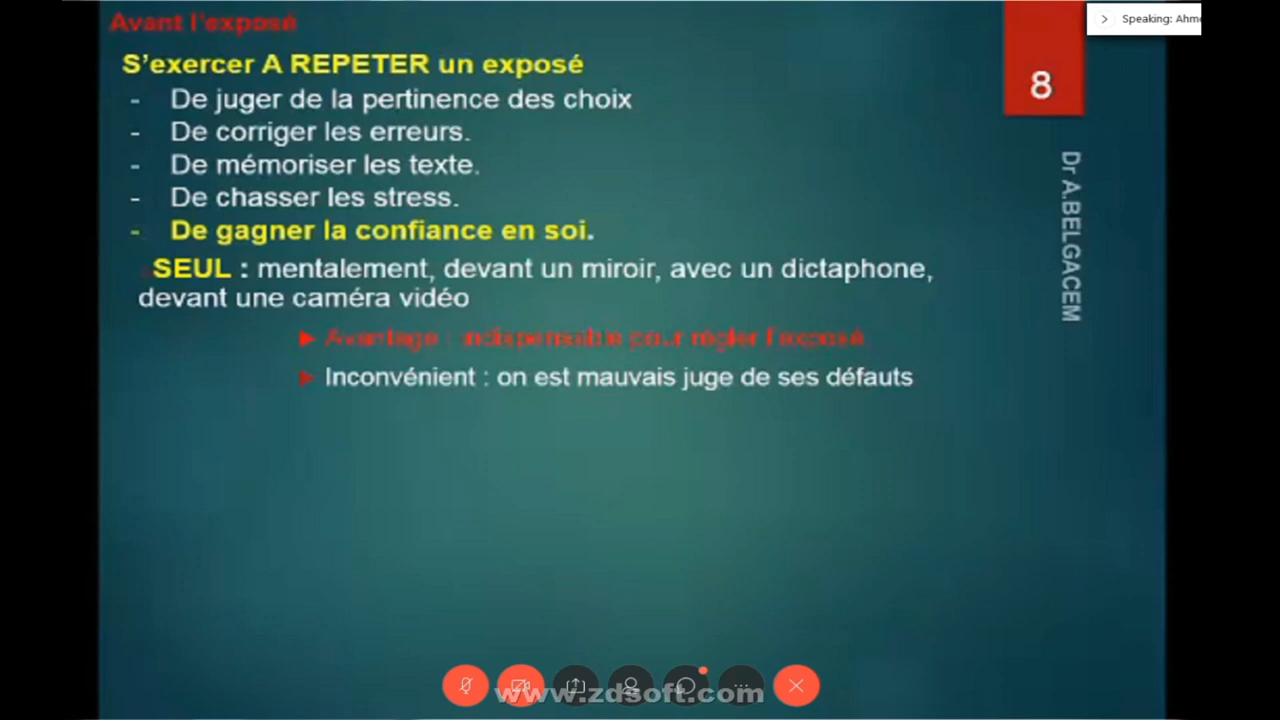 Avant l'exposé
Speaking: Ahm
S'exercer A REPETER un exposé
8
- De juger de la pertinence des choix
- De corriger les erreurs.
- De mémoriser les texte.
- De chasser les stress.
- De gagner la confiance en soi.
Dr A.BELGACEM
SEUL : mentalement, devant un miroir, avec un dictaphone,
devant une caméra vidéo
► Avantage : indispensable pour régler l'exposé
► Inconvénient : on est mauvais juge de ses défauts
www.zdsoft.com